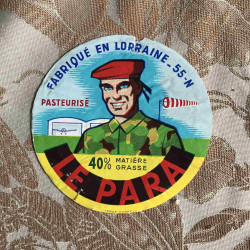 FABRIQUÉ EN LORRAINE - 55-N
PASTEURISÉ
40% MATIÈRE
GRASSE
LE PARA